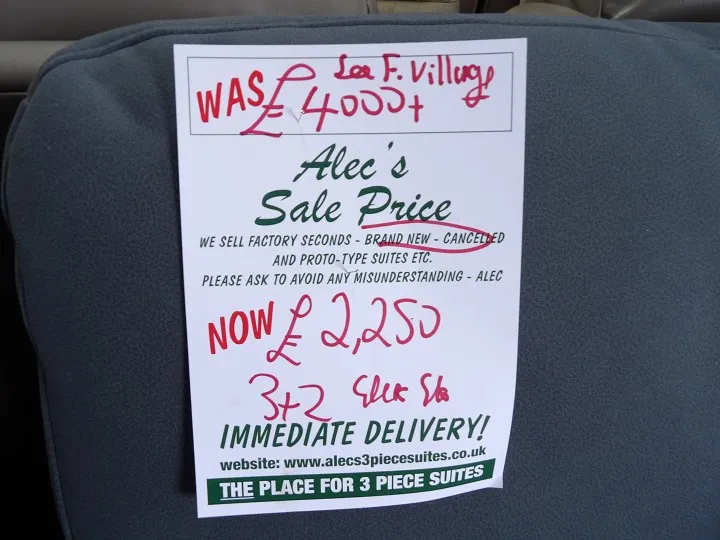 See F. Village
WAS £4000+
Alec's
Sale Price
WE SELL FACTORY SECONDS - BRAND NEW - CANCELLED
AND PROTO-TYPE SUITES ETC.
PLEASE ASK TO AVOID ANY MISUNDERSTANDING - ALEC
NOW £2,250
3+2
IMMEDIATE DELIVERY!
website: www.alecs3piecesuites.co.uk
THE PLACE FOR 3 PIECE SUITES